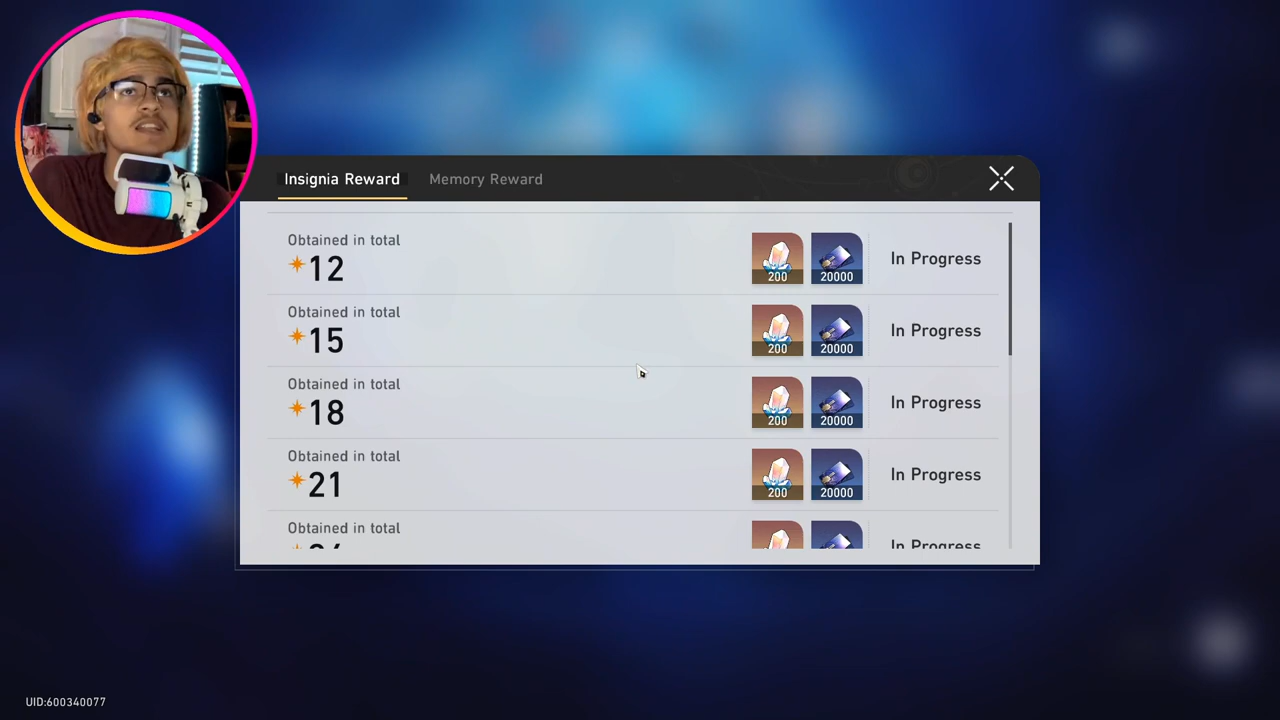 Insignia Reward
Memory Reward
Obtained in total
12
200
20000
In Progress
Obtained in total
15
200
20000
In Progress
Obtained in total
18
200
20000
In Progress
Obtained in total
21
200
20000
In Progress
Obtained in total
In Progress
UID:600340077